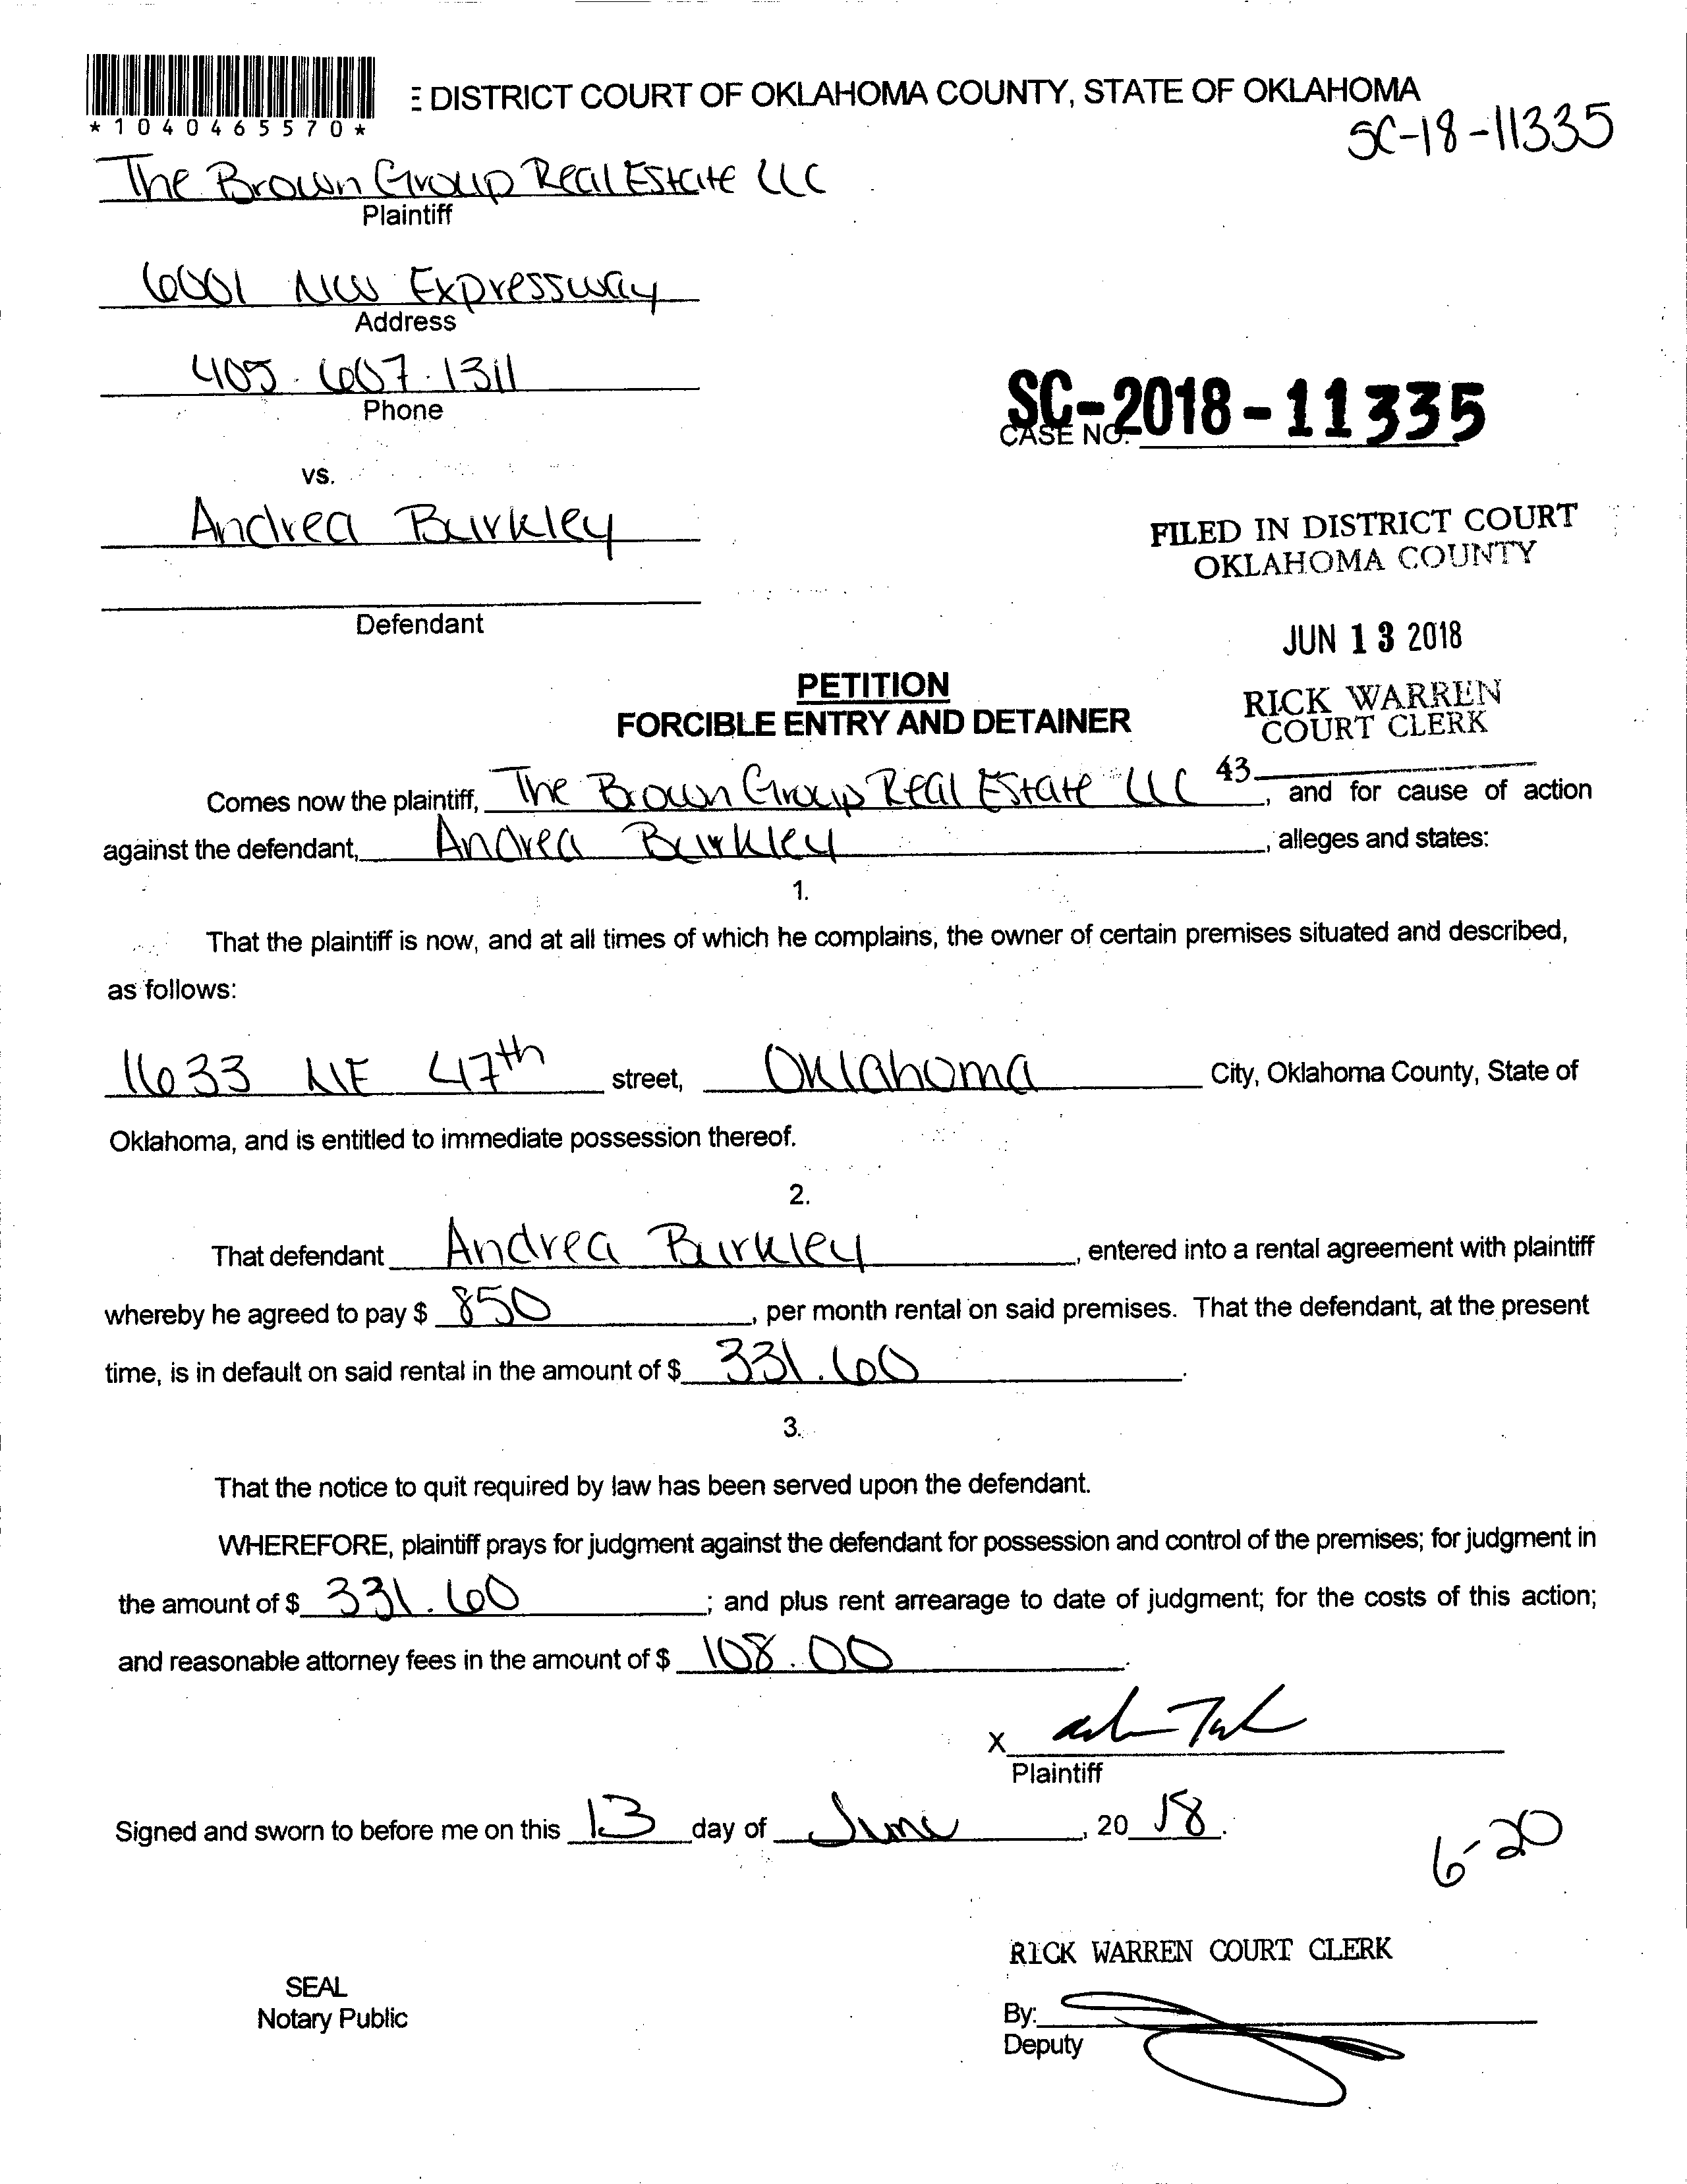 DISTRICT COURT OF OKLAHOMA COUNTY, STATE OF OKLAHOMA
*1040465570*
SC-18-11335
The Brown Group Real Estate LLC
Plaintiff
6001 NW Expressway
Address
405.607.1311
Phone
SC-2018-11335
CASE NO.
vs.
Andrea Burkley
FILED IN DISTRICT COURT
OKLAHOMA COUNTY
Defendant
JUN 13 2018
PETITION
FORCIBLE ENTRY AND DETAINER
RICK WARREN
COURT CLERK
43
Comes now the plaintiff, The Brown Group Real Estate LLC, and for cause of action
against the defendant, Andrea Burkley, alleges and states:
1.
That the plaintiff is now, and at all times of which he complains, the owner of certain premises situated and described,
as follows:
1633 NE 47th street, Oklahoma City, Oklahoma County, State of
Oklahoma, and is entitled to immediate possession thereof.
2.
That defendant Andrea Burkley, entered into a rental agreement with plaintiff
whereby he agreed to pay $ 850, per month rental on said premises. That the defendant, at the present
time, is in default on said rental in the amount of $ 331.60.
3.
That the notice to quit required by law has been served upon the defendant.
WHEREFORE, plaintiff prays for judgment against the defendant for possession and control of the premises; for judgment in
the amount of $ 331.60; and plus rent arrearage to date of judgment; for the costs of this action;
and reasonable attorney fees in the amount of $ 108.00.
X
Plaintiff
Signed and sworn to before me on this 13 day of June, 20 18.
6-20
RICK WARREN COURT CLERK
SEAL
Notary Public
By:
Deputy